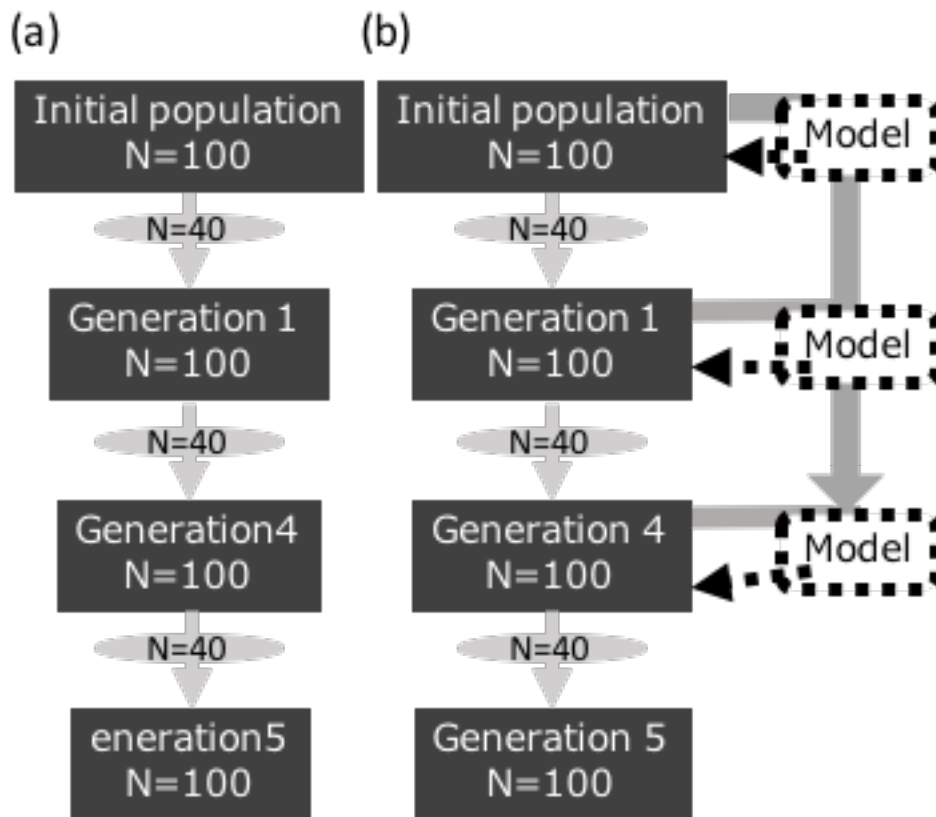 (a)
Initial population
N=100
N=40
Generation 1
N=100
N=40
Generation4
N=100
N=40
eneration5
N=100
(b)
Initial population
N=100
Model
N=40
Generation 1
N=100
Model
N=40
Generation 4
N=100
Model
N=40
Generation 5
N=100